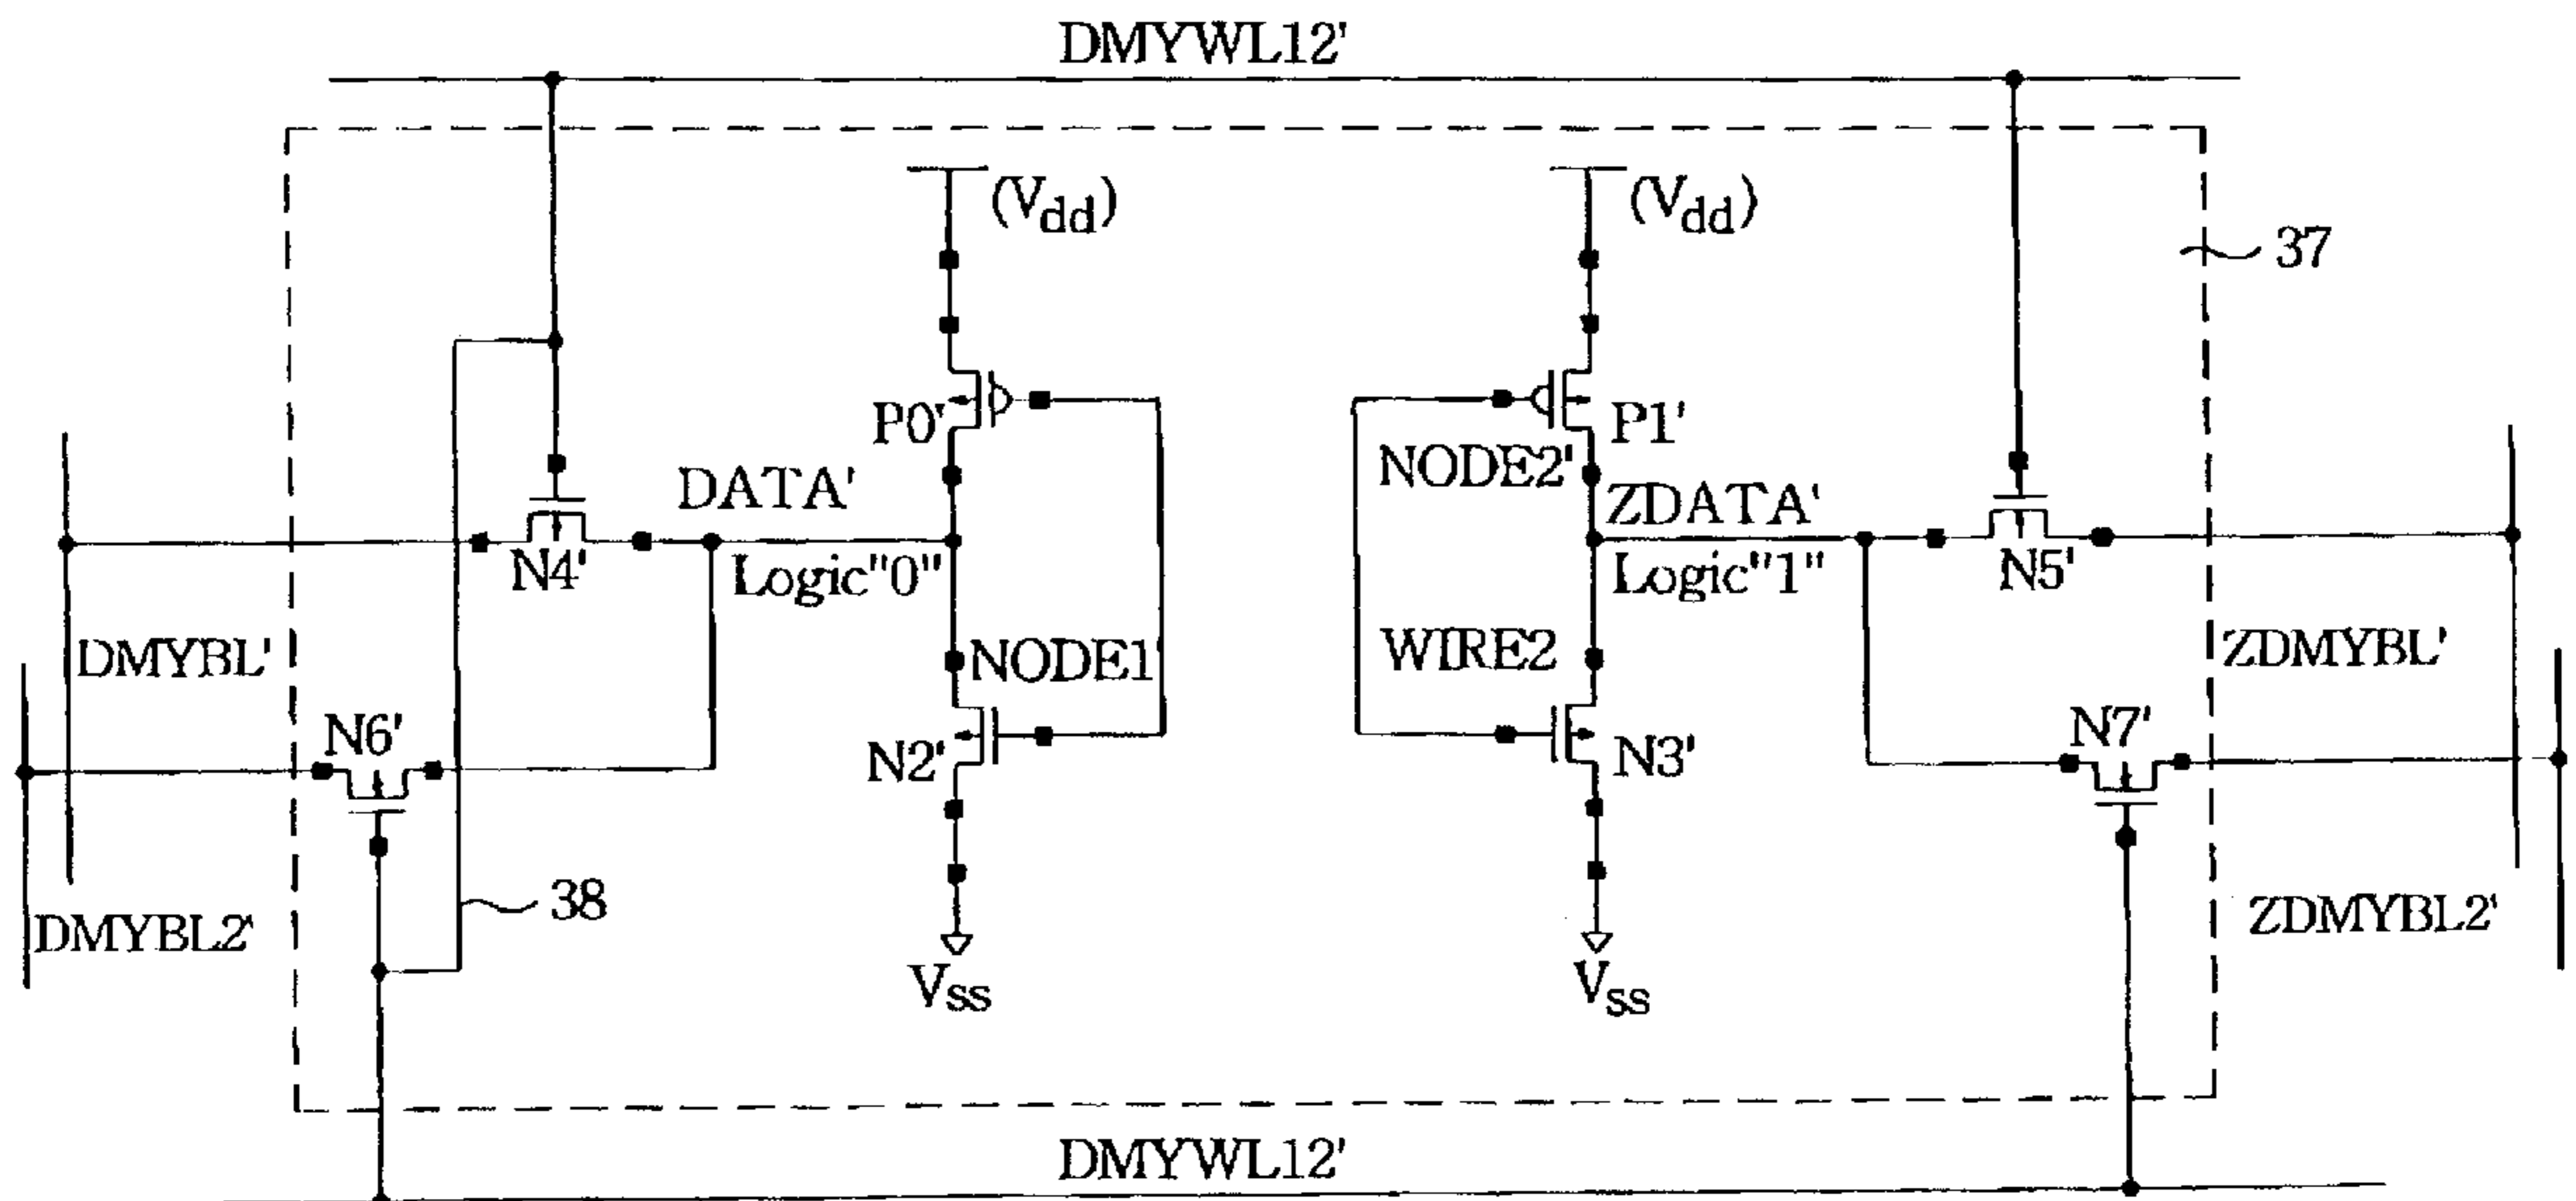 DMYWL12'
(Vdd)
(Vdd)
37
P0'
P1'
NODE2'
DATA'
ZDATA'
N4'
Logic"0"
Logic"1"
N5'
DMYBL'
NODE1
WIRE2
ZDMYBL'
N6'
N7'
N2'
N3'
38
DMYBL2'
ZDMYBL2'
Vss
Vss
DMYWL12'